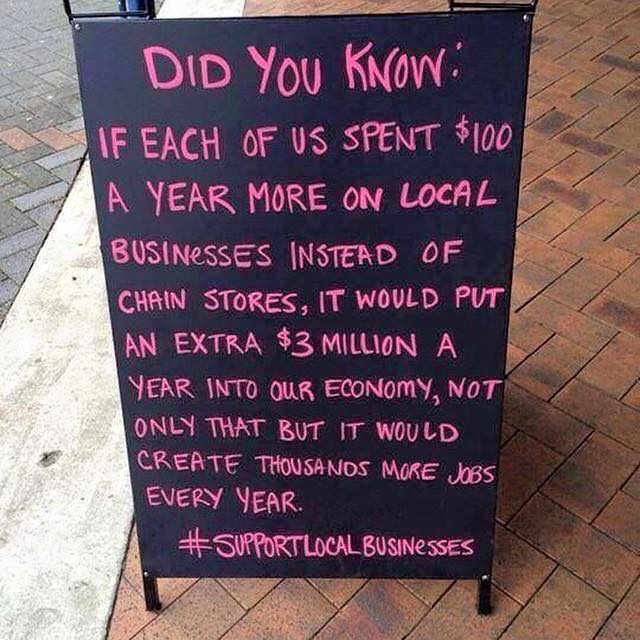 DID YOU KNOW:
IF EACH OF US SPENT $100
A YEAR MORE ON LOCAL
BUSINeSSES INSTEAD OF
CHAIN STORES, IT WOULD PUT
AN EXTRA $3 MILLION A
YEAR INTO OUR ECONOMY, NOT
ONLY THAT BUT IT WOULD
CREATE THOUSANDS MORE JOBS
EVERY YEAR.
#SUPPORTLOCALBUSINeSSES